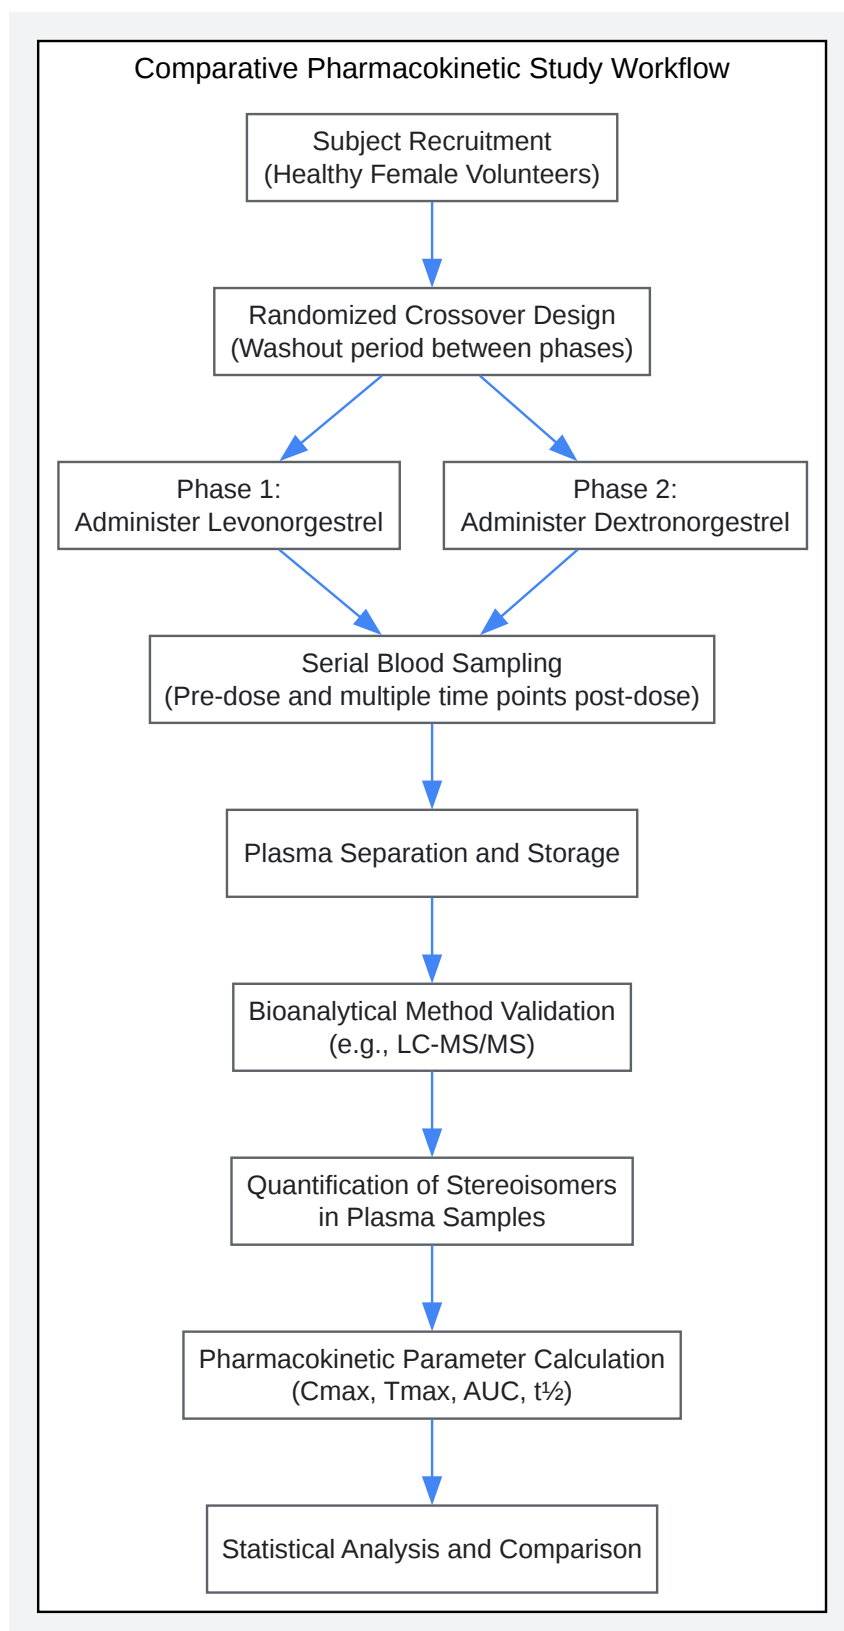 Comparative Pharmacokinetic Study Workflow
Subject Recruitment
(Healthy Female Volunteers)
Randomized Crossover Design
(Washout period between phases)
Phase 1:
Administer Levonorgestrel
Phase 2:
Administer Dextronorgestrel
Serial Blood Sampling
(Pre-dose and multiple time points post-dose)
Plasma Separation and Storage
Bioanalytical Method Validation
(e.g., LC-MS/MS)
Quantification of Stereoisomers
in Plasma Samples
Pharmacokinetic Parameter Calculation
(Cmax, Tmax, AUC, t½)
Statistical Analysis and Comparison